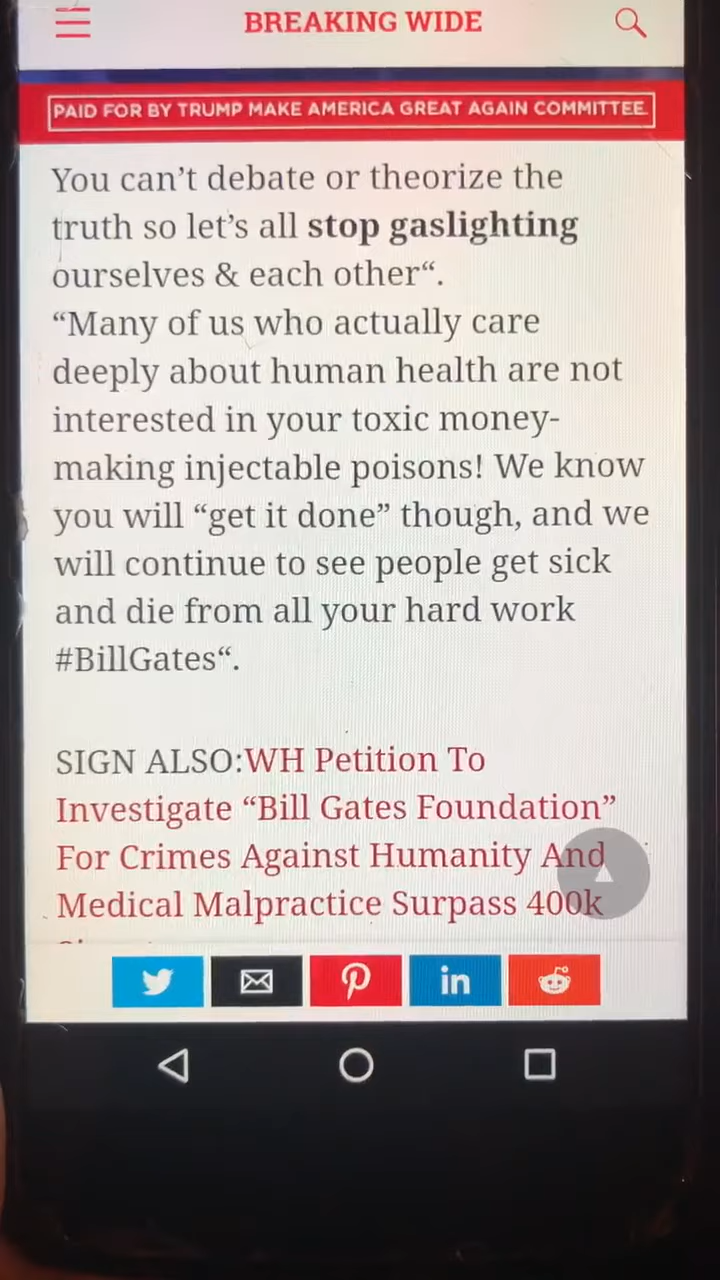 BREAKING WIDE
PAID FOR BY TRUMP MAKE AMERICA GREAT AGAIN COMMITTEE
You can’t debate or theorize the
truth so let’s all stop gaslighting
ourselves & each other“.
“Many of us who actually care
deeply about human health are not
interested in your toxic money-
making injectable poisons! We know
you will “get it done” though, and we
will continue to see people get sick
and die from all your hard work
#BillGates“.
SIGN ALSO:WH Petition To
Investigate “Bill Gates Foundation”
For Crimes Against Humanity And
Medical Malpractice Surpass 400k
in